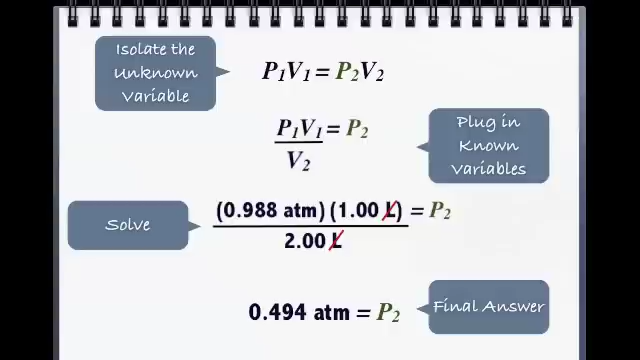 Isolate the
Unknown
Variable
P₁V₁ = P₂V₂
P₁V₁ = P₂
V₂
Plug in
Known
Variables
Solve
(0.988 atm) (1.00 L) = P₂
2.00 L
0.494 atm = P₂
Final Answer